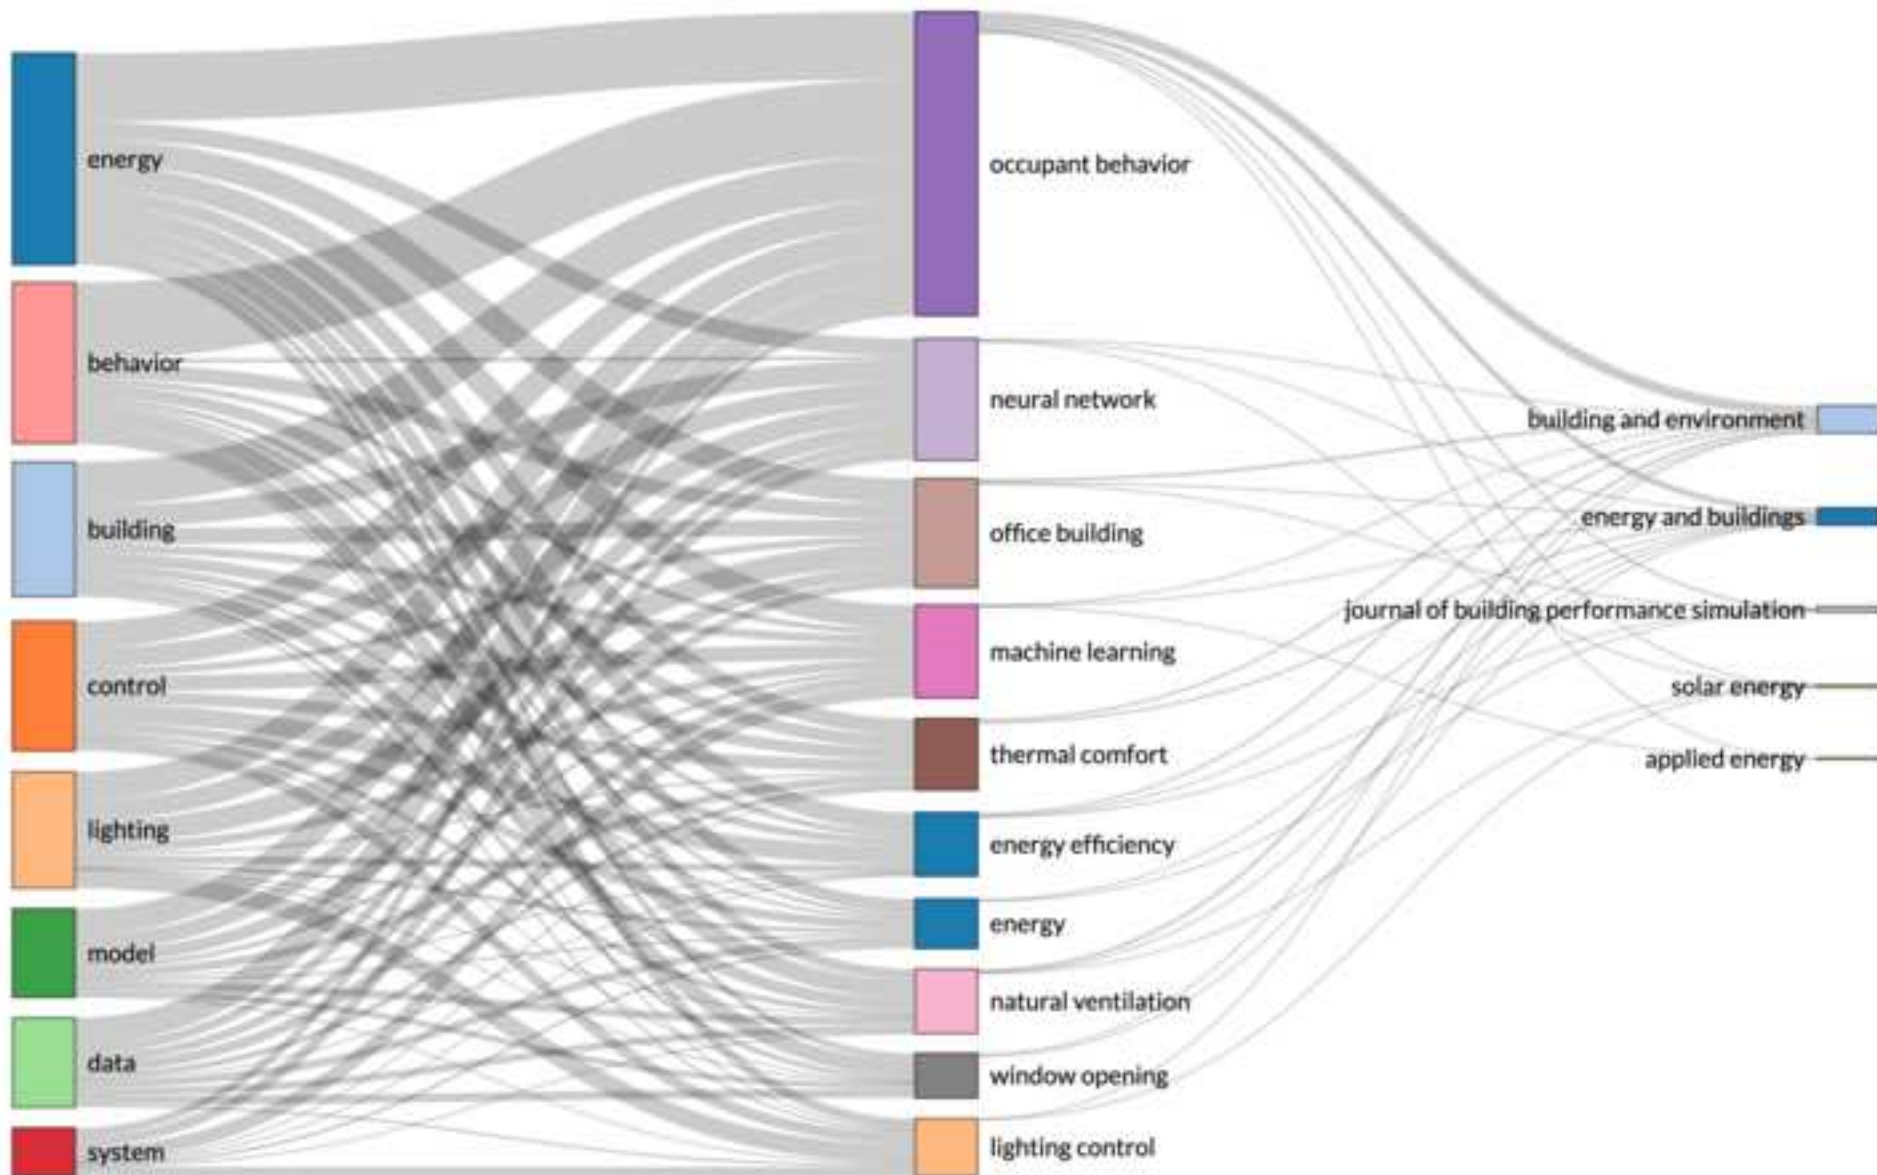 energy
behavior
building
control
lighting
model
data
system
occupant behavior
neural network
office building
machine learning
thermal comfort
energy efficiency
energy
natural ventilation
window opening
lighting control
building and environment
energy and buildings
journal of building performance simulation
solar energy
applied energy